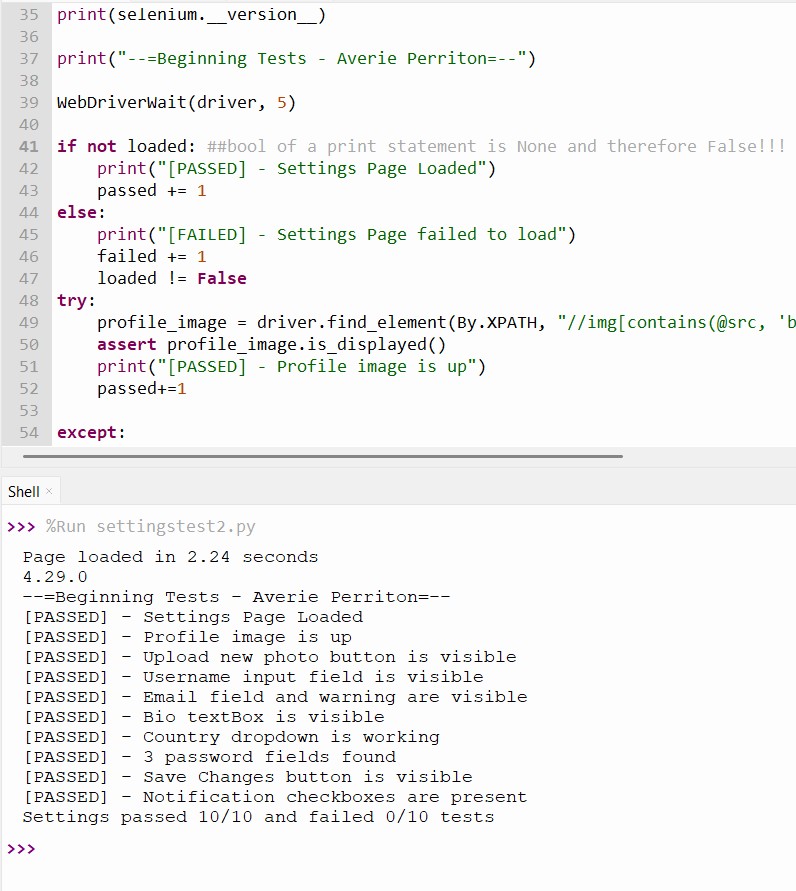 35 print(selenium.__version__)
36
37 print("--=Beginning Tests - Averie Perriton=--")
38
39 WebDriverWait(driver, 5)
40
41 if not loaded: ##bool of a print statement is None and therefore False!!!
42 print("[PASSED] - Settings Page Loaded")
43 passed += 1
44 else:
45 print("[FAILED] - Settings Page failed to load")
46 failed += 1
47 loaded != False
48 try:
49 profile_image = driver.find_element(By.XPATH, "//img[contains(@src, 'b
50 assert profile_image.is_displayed()
51 print("[PASSED] - Profile image is up")
52 passed+=1
53
54 except:
Shell ×
>>> %Run settingstest2.py
Page loaded in 2.24 seconds
4.29.0
--=Beginning Tests - Averie Perriton=--
[PASSED] - Settings Page Loaded
[PASSED] - Profile image is up
[PASSED] - Upload new photo button is visible
[PASSED] - Username input field is visible
[PASSED] - Email field and warning are visible
[PASSED] - Bio textBox is visible
[PASSED] - Country dropdown is working
[PASSED] - 3 password fields found
[PASSED] - Save Changes button is visible
[PASSED] - Notification checkboxes are present
Settings passed 10/10 and failed 0/10 tests
>>>